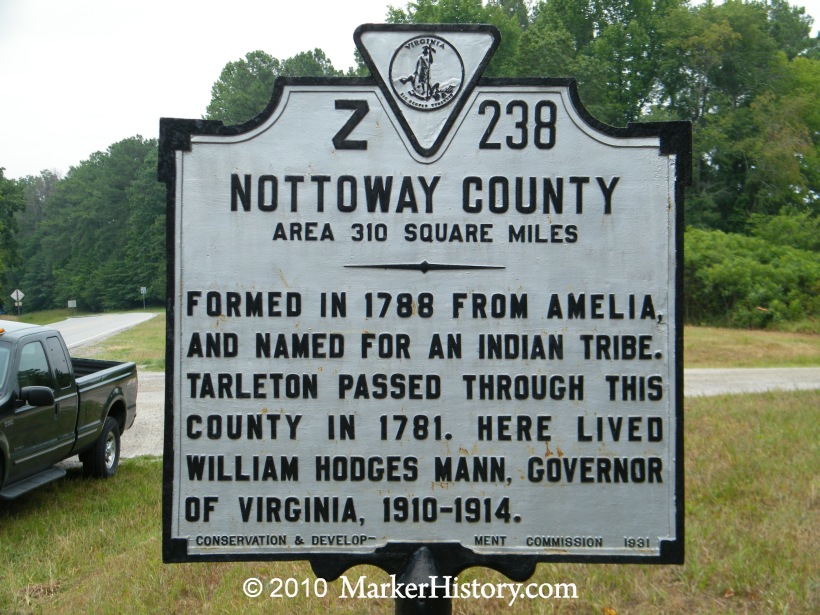 VIRGINIA
Z 238
NOTTOWAY COUNTY
AREA 310 SQUARE MILES
FORMED IN 1788 FROM AMELIA,
AND NAMED FOR AN INDIAN TRIBE.
TARLETON PASSED THROUGH THIS
COUNTY IN 1781. HERE LIVED
WILLIAM HODGES MANN, GOVERNOR
OF VIRGINIA, 1910-1914.
CONSERVATION & DEVELOP- MENT COMMISSION 1931
© 2010 MarkerHistory.com